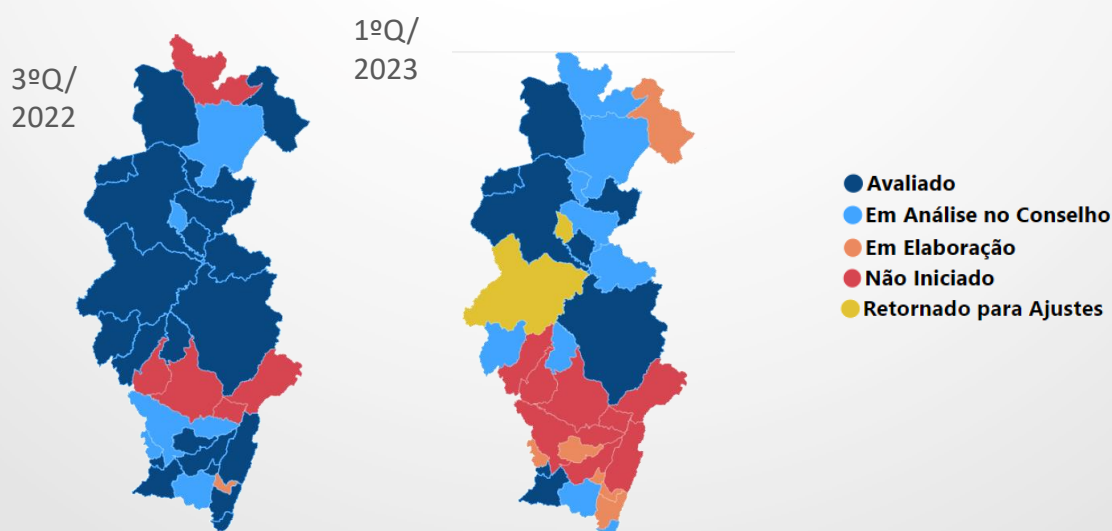 3ºQ/
2022
1ºQ/
2023
Avaliado
Em Análise no Conselho
Em Elaboração
Não Iniciado
Retornado para Ajustes